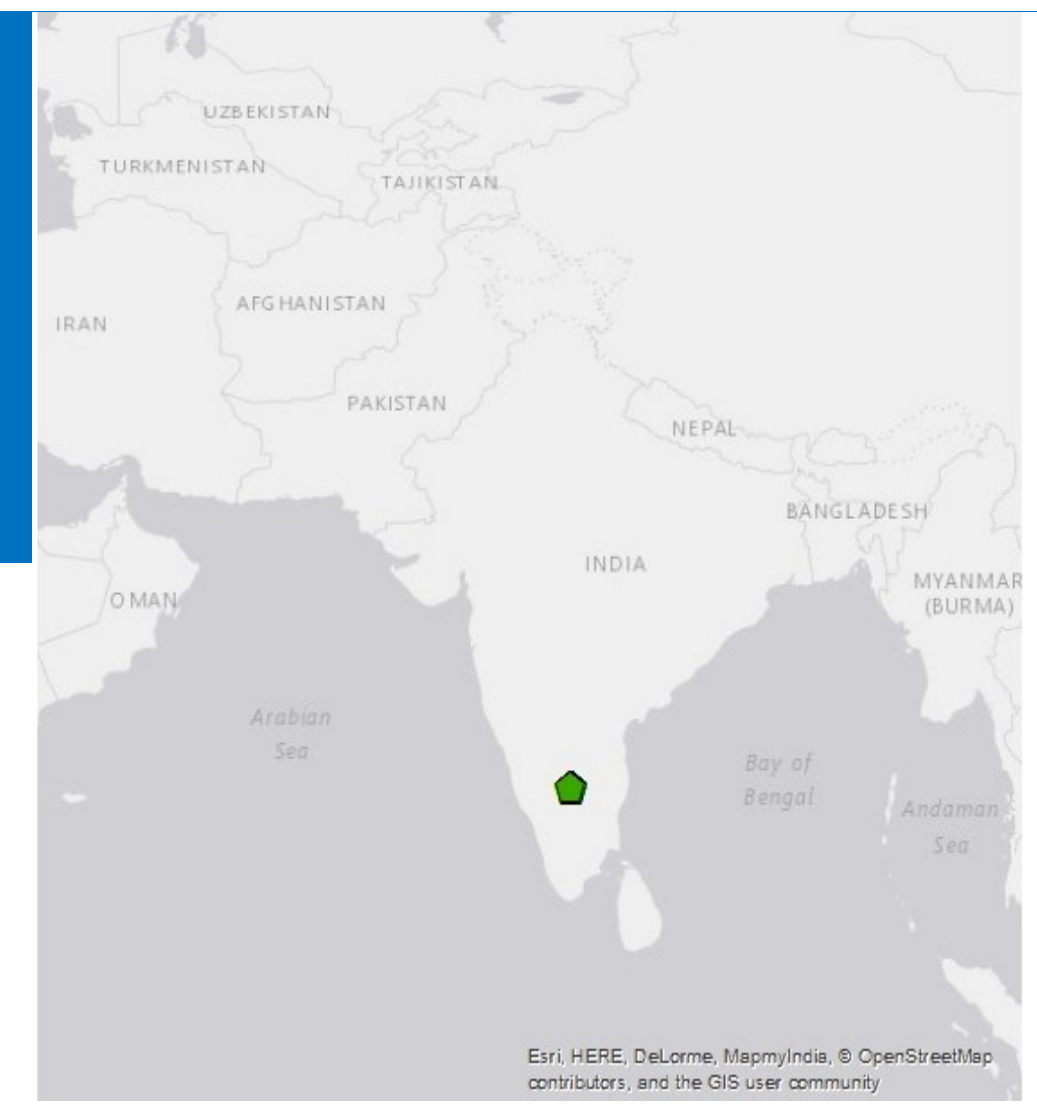 UZBEKISTAN
TURKMENISTAN
TAJIKISTAN
AFGHANISTAN
IRAN
PAKISTAN
NEPAL
BANGLADESH
INDIA
MYANMAR
(BURMA)
OMAN
Arabian
Sea
Bay of
Bengal
Andaman
Sea
Esri, HERE, DeLorme, MapmyIndia, © OpenStreetMap
contributors, and the GIS user community